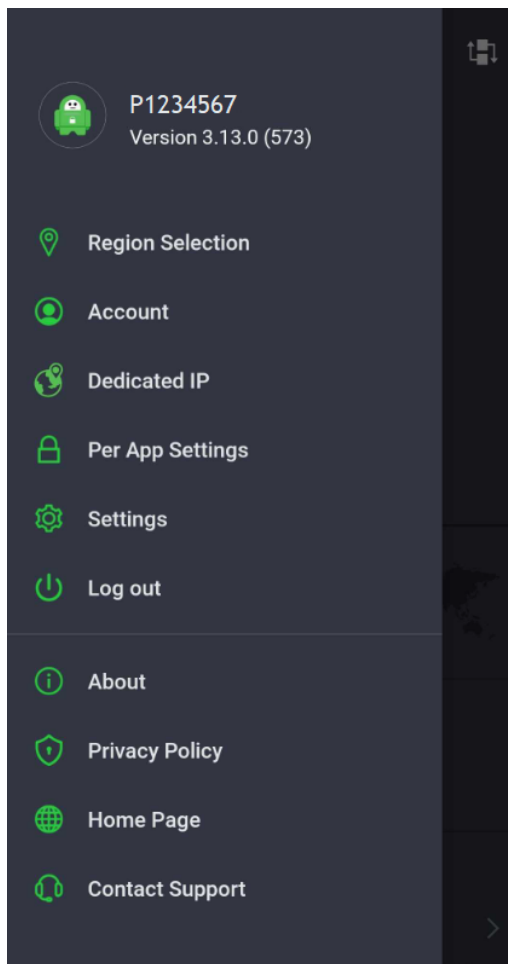 P1234567
Version 3.13.0 (573)
Region Selection
Account
Dedicated IP
Per App Settings
Settings
Log out
About
Privacy Policy
Home Page
Contact Support